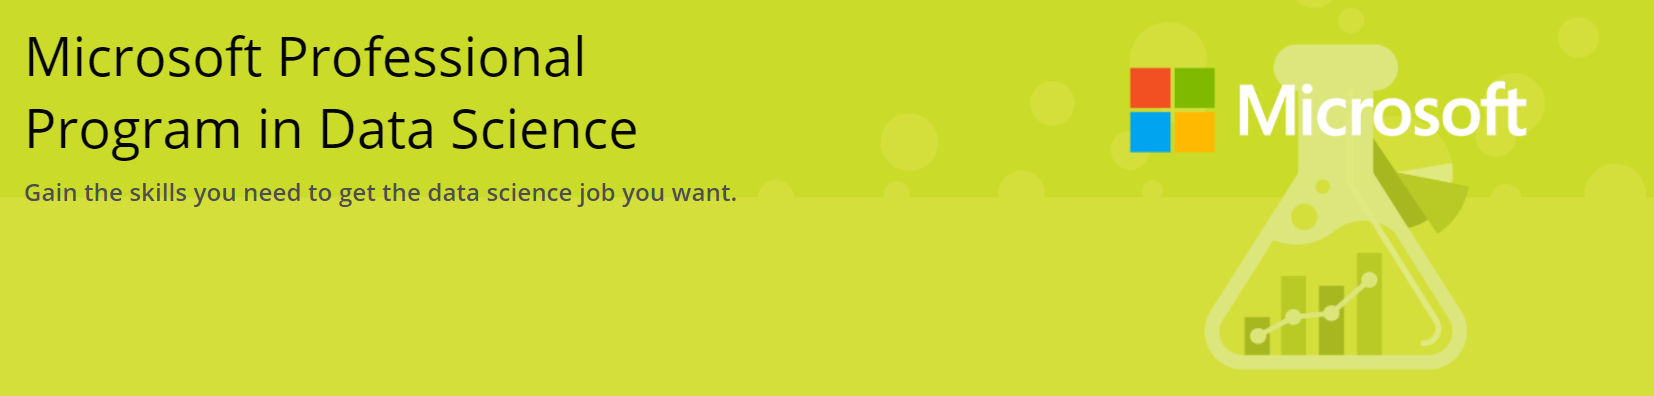 Microsoft Professional
Program in Data Science
Gain the skills you need to get the data science job you want.
Microsoft